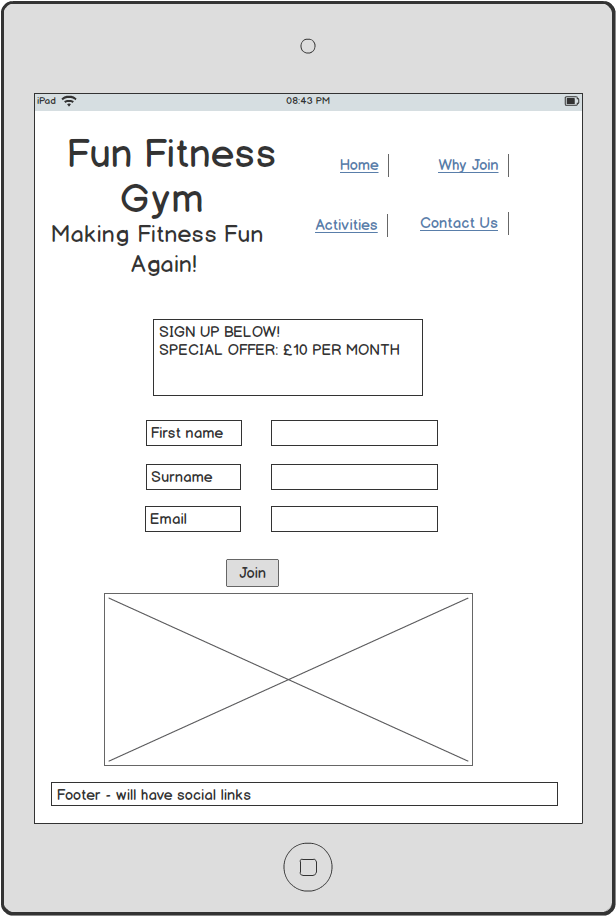 iPad 08:43 PM
Fun Fitness
Gym
Making Fitness Fun
Again!
Home
Why Join
Activities
Contact Us
SIGN UP BELOW!
SPECIAL OFFER: £10 PER MONTH
First name
Surname
Email
Join
Footer - will have social links